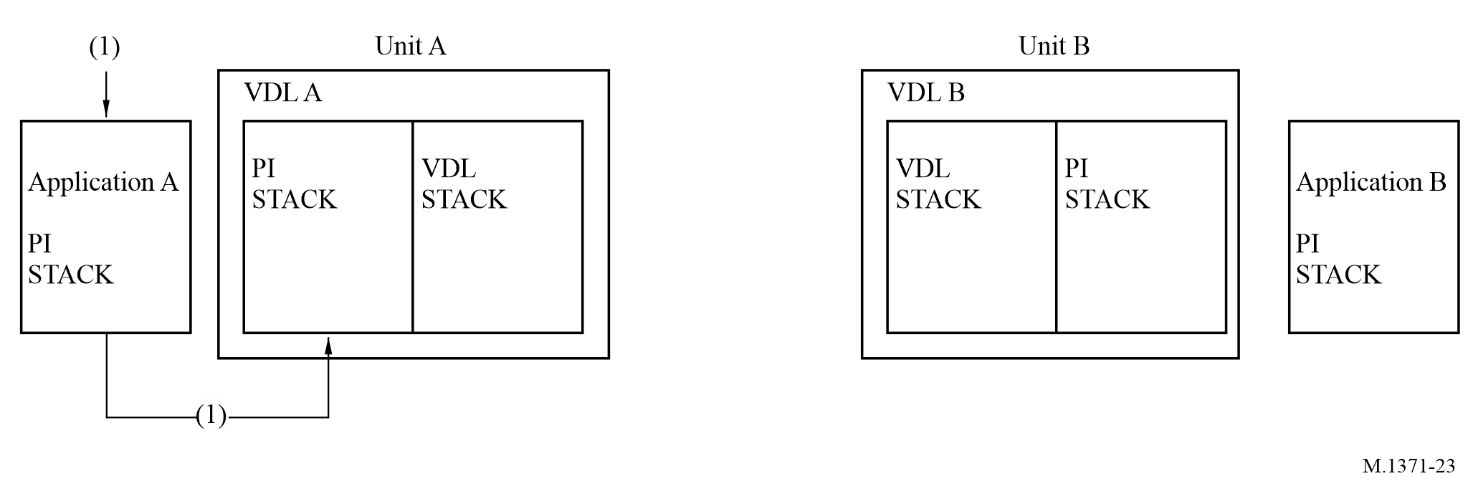 (1)
Unit A
Unit B
VDL A
VDL B
Application A
PI
STACK
PI
STACK
VDL
STACK
VDL
STACK
PI
STACK
Application B
PI
STACK
(1)
M.1371-23